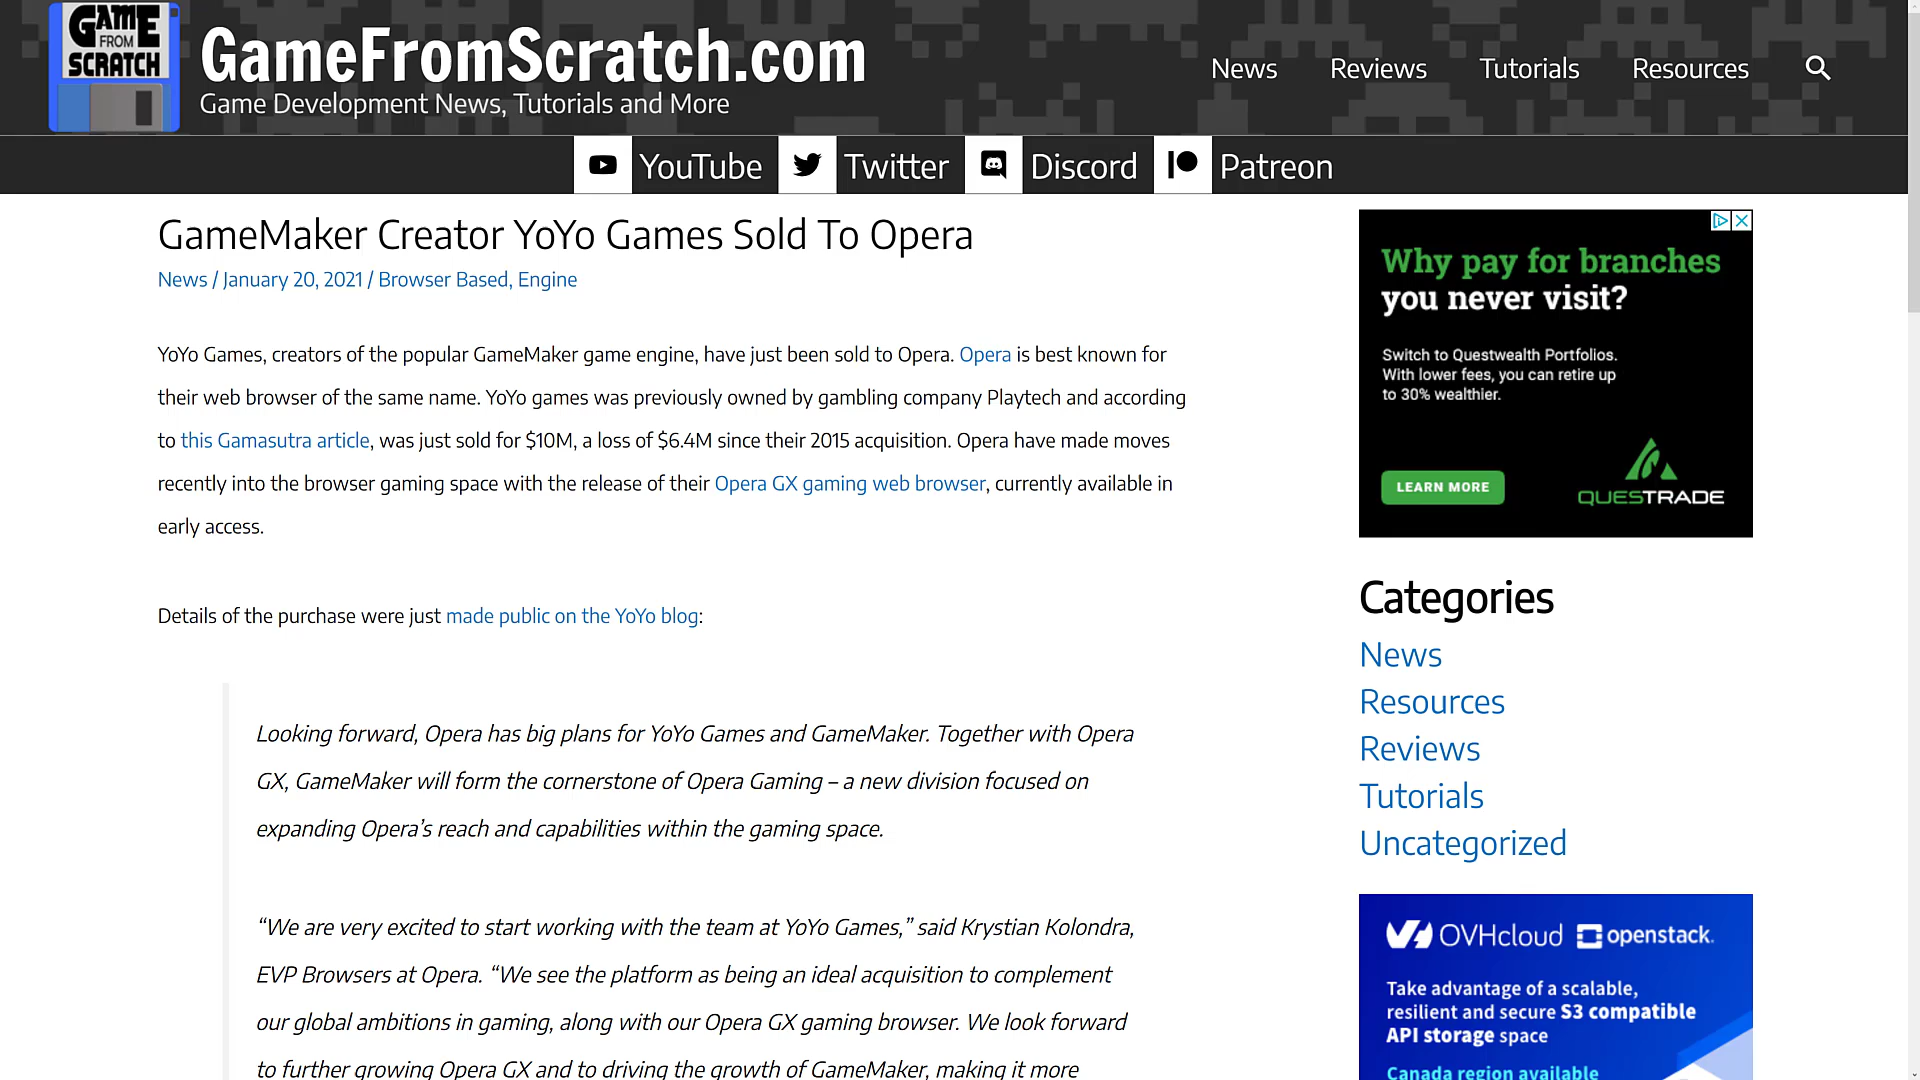 GAME
FROM
SCRATCH
GameFromScratch.com
Game Development News, Tutorials and More
News
Reviews
Tutorials
Resources
YouTube
Twitter
Discord
Patreon
GameMaker Creator YoYo Games Sold To Opera
News / January 20, 2021 / Browser Based, Engine
YoYo Games, creators of the popular GameMaker game engine, have just been sold to Opera. Opera is best known for
their web browser of the same name. YoYo games was previously owned by gambling company Playtech and according
to this Gamasutra article, was just sold for $10M, a loss of $6.4M since their 2015 acquisition. Opera have made moves
recently into the browser gaming space with the release of their Opera GX gaming web browser, currently available in
early access.
Details of the purchase were just made public on the YoYo blog:
Looking forward, Opera has big plans for YoYo Games and GameMaker. Together with Opera
GX, GameMaker will form the cornerstone of Opera Gaming – a new division focused on
expanding Opera’s reach and capabilities within the gaming space.
“We are very excited to start working with the team at YoYo Games,” said Krystian Kolondra,
EVP Browsers at Opera. “We see the platform as being an ideal acquisition to complement
our global ambitions in gaming, along with our Opera GX gaming browser. We look forward
to further growing Opera GX and to driving the growth of GameMaker, making it more
Why pay for branches
you never visit?
Switch to Questwealth Portfolios.
With lower fees, you can retire up
to 30% wealthier.
LEARN MORE
QUESTRADE
Categories
News
Resources
Reviews
Tutorials
Uncategorized
OVHcloud openstack.
Take advantage of a scalable,
resilient and secure S3 compatible
API storage space
Canada region available